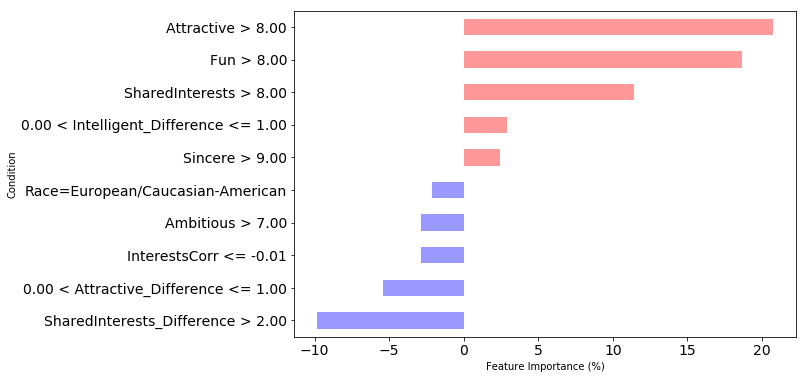 Attractive > 8.00
Fun > 8.00
SharedInterests > 8.00
0.00 < Intelligent_Difference <= 1.00
Sincere > 9.00
Race=European/Caucasian-American
Ambitious > 7.00
InterestsCorr <= -0.01
0.00 < Attractive_Difference <= 1.00
SharedInterests_Difference > 2.00
Condition
−10 −5 0 5 10 15 20
Feature Importance (%)